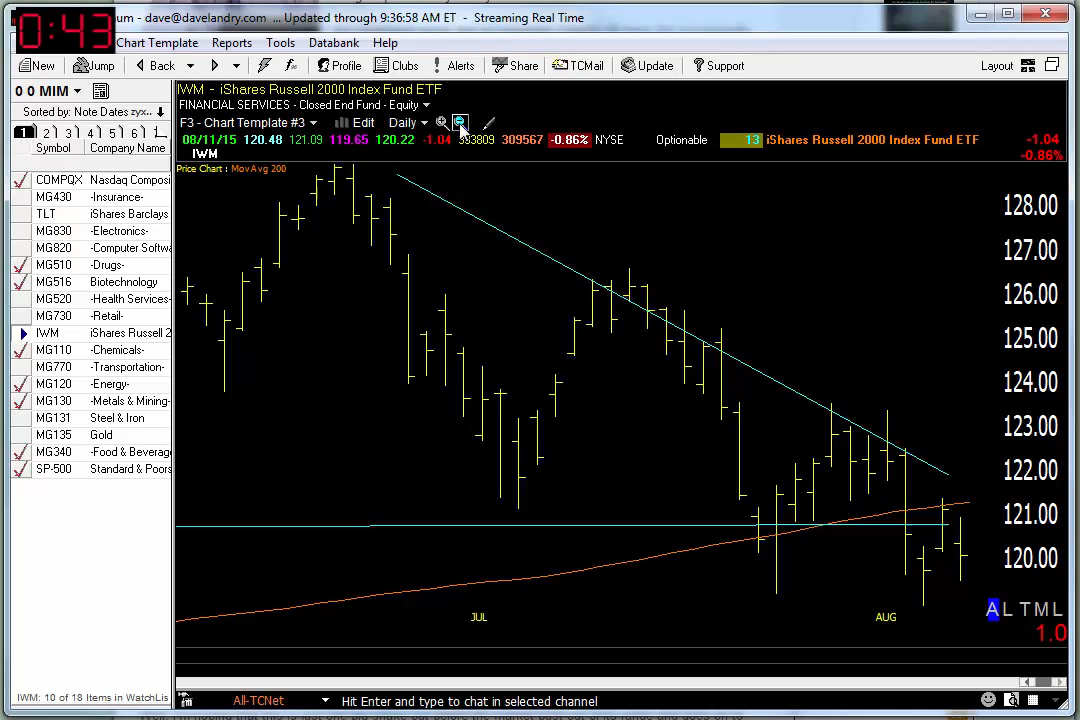 0:43
um - dave@davelandry.com ... Updated through 9:36:58 AM ET - Streaming Real Time
Chart Template Reports Tools Databank Help
New Jump Back Profile Clubs Alerts Share TCMail Update Support Layout
0 0 MIM
Sorted by: Note Dates zyx...
1 2 3 4 5 6 1
Symbol Company Name
COMPQX Nasdaq Composi
MG430 -Insurance-
TLT iShares Barclays
MG830 -Electronics-
MG820 -Computer Softwa
MG510 -Drugs-
MG516 Biotechnology
MG520 -Health Services-
MG730 -Retail-
IWM iShares Russell 2
MG110 -Chemicals-
MG770 -Transportation-
MG120 -Energy-
MG130 -Metals & Mining-
MG131 Steel & Iron
MG135 Gold
MG340 -Food & Beverage
SP-500 Standard & Poors
IWM: 10 of 18 Items in WatchLis
IWM - iShares Russell 2000 Index Fund ETF
FINANCIAL SERVICES - Closed End Fund - Equity
F3 - Chart Template #3 Edit Daily
08/11/15 120.48 121.09 119.65 120.22 -1.04 309567 -0.86% NYSE Optionable 13 iShares Russell 2000 Index Fund ETF -1.04
-0.86%
IWM
Price Chart : MovAvg 200
128.00
127.00
126.00
125.00
124.00
123.00
122.00
121.00
120.00
A L T M L
1.0
JUL AUG
All-TCNet Hit Enter and type to chat in selected channel